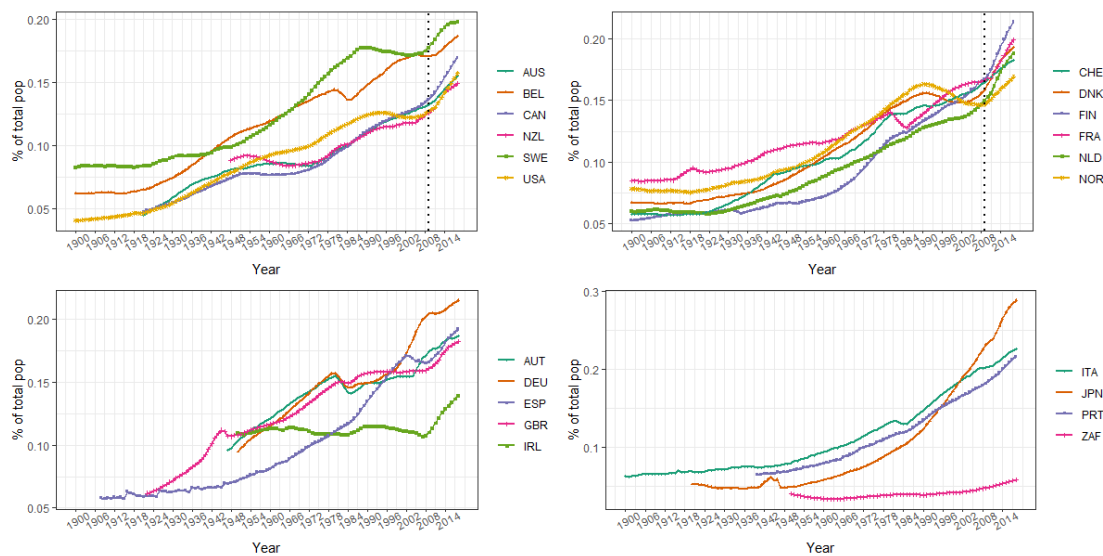 % of total pop
0.20
0.15
0.10
0.05
1900 1906 1912 1918 1924 1930 1936 1942 1948 1954 1960 1966 1972 1978 1984 1990 1996 2002 2008 2014
Year
AUS
BEL
CAN
NZL
SWE
USA
% of total pop
0.20
0.15
0.10
0.05
1900 1906 1912 1918 1924 1930 1936 1942 1948 1954 1960 1966 1972 1978 1984 1990 1996 2002 2008 2014
Year
CHE
DNK
FIN
FRA
NLD
NOR
% of total pop
0.20
0.15
0.10
0.05
1900 1906 1912 1918 1924 1930 1936 1942 1948 1954 1960 1966 1972 1978 1984 1990 1996 2002 2008 2014
Year
AUT
DEU
ESP
GBR
IRL
% of total pop
0.3
0.2
0.1
1900 1906 1912 1918 1924 1930 1936 1942 1948 1954 1960 1966 1972 1978 1984 1990 1996 2002 2008 2014
Year
ITA
JPN
PRT
ZAF